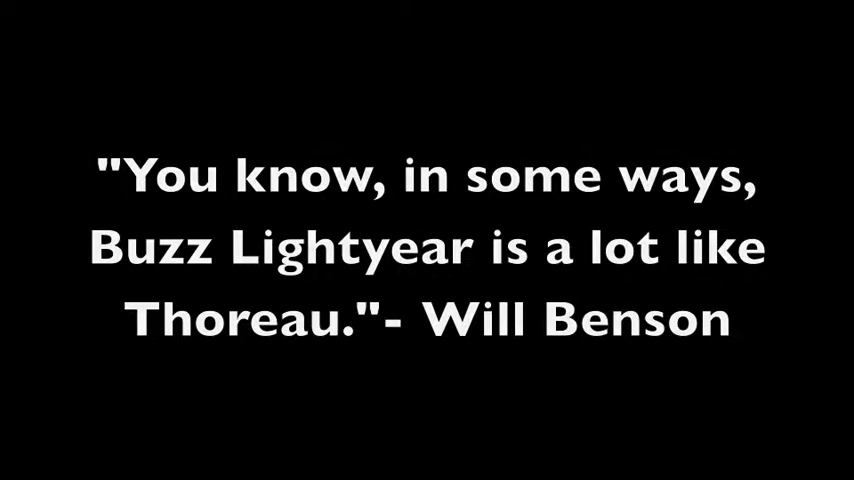 "You know, in some ways,
Buzz Lightyear is a lot like
Thoreau."- Will Benson